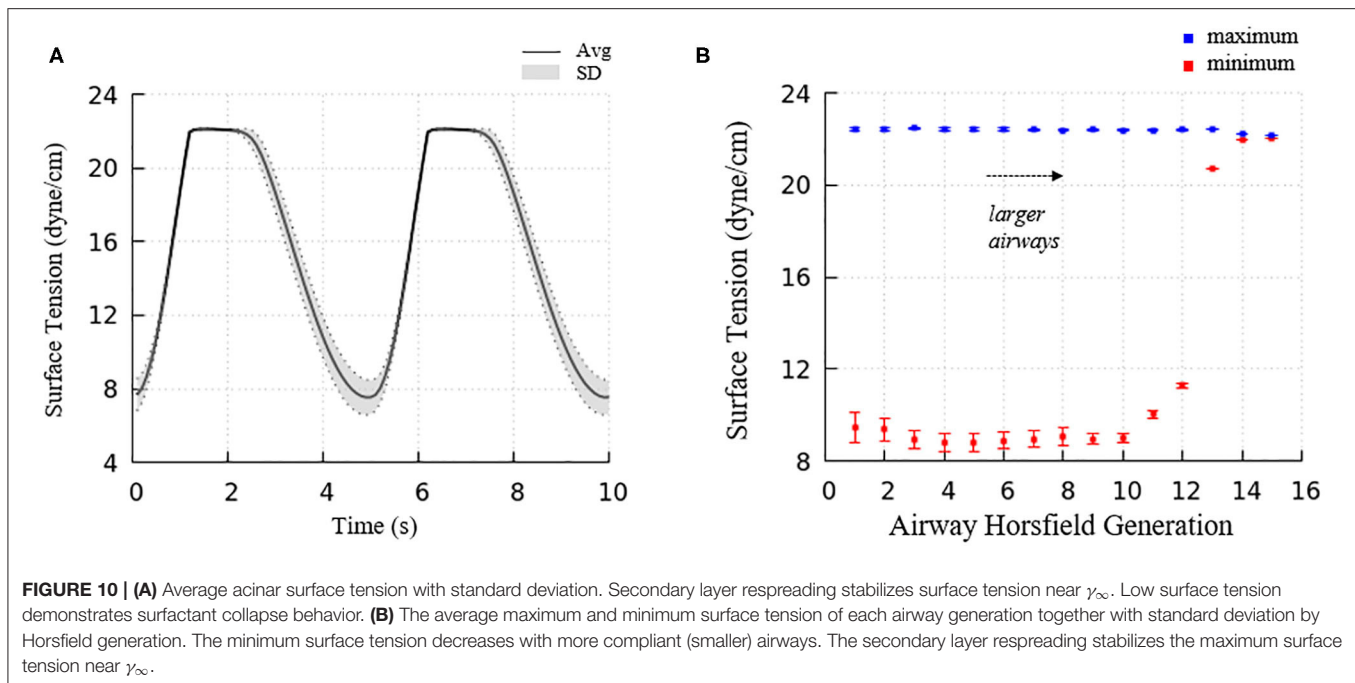 A
Avg
SD
24
20
16
12
8
4
0 2 4 6 8 10
Surface Tension (dyne/cm)
Time (s)
B
maximum
minimum
24
20
16
12
8
0 2 4 6 8 10 12 14 16
larger
airways
Surface Tension (dyne/cm)
Airway Horsfield Generation
FIGURE 10 | (A) Average acinar surface tension with standard deviation. Secondary layer respreading stabilizes surface tension near γ∞. Low surface tension
demonstrates surfactant collapse behavior. (B) The average maximum and minimum surface tension of each airway generation together with standard deviation by
Horsfield generation. The minimum surface tension decreases with more compliant (smaller) airways. The secondary layer respreading stabilizes the maximum surface
tension near γ∞.